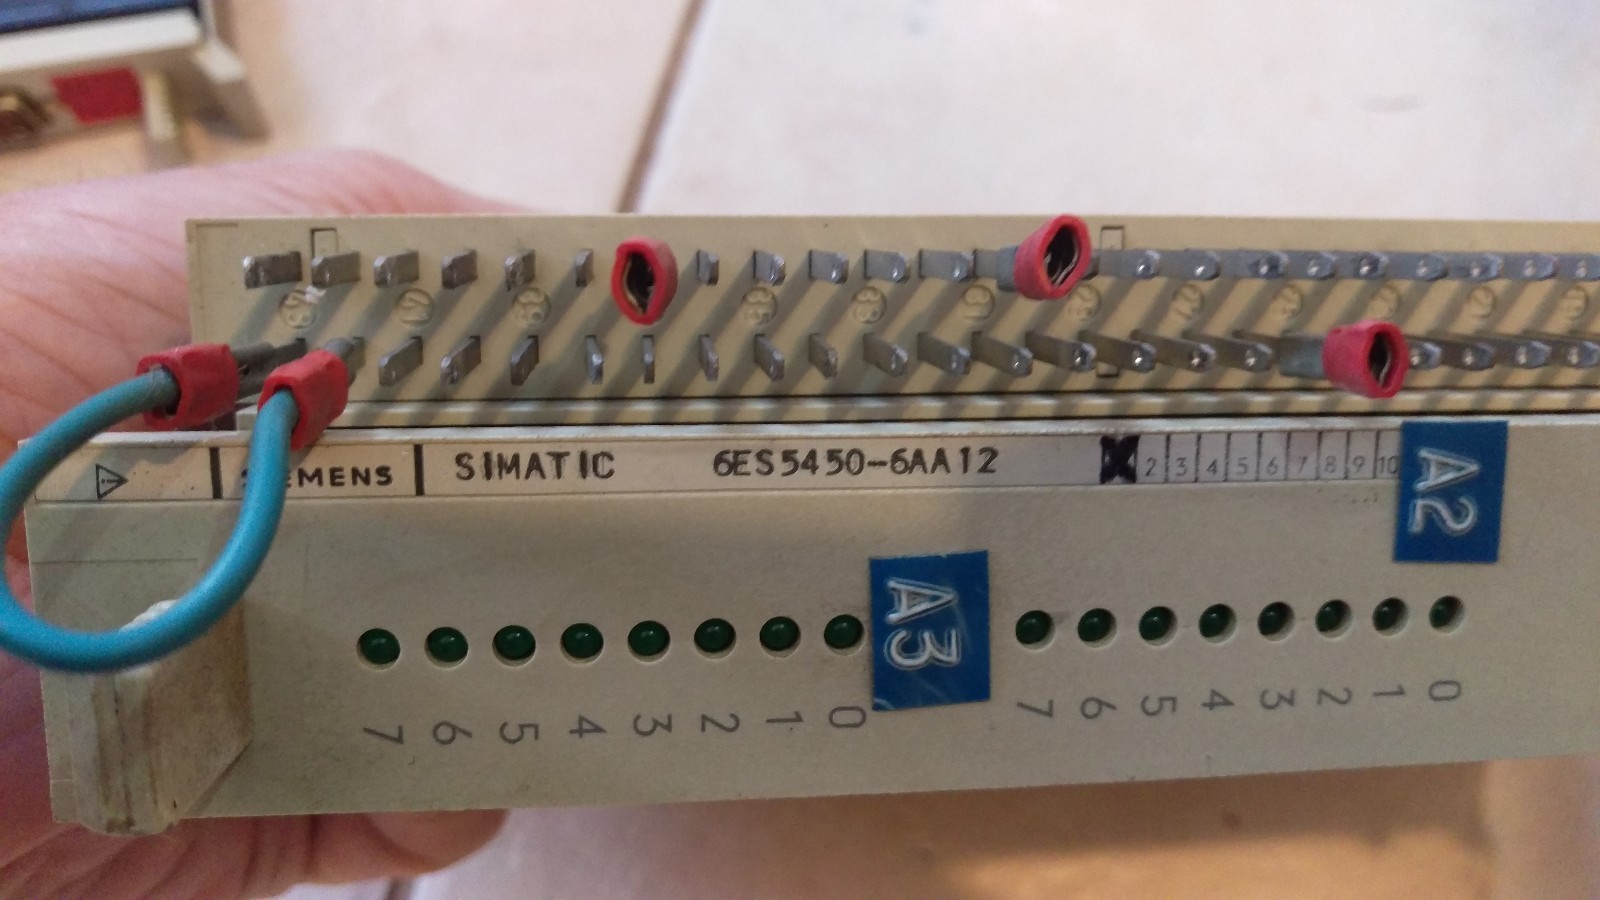 SIEMENS SIMATIC 6ES5450-6AA12 2 3 4 5 6 7 8 9 10
A2
A3
7 6 5 4 3 2 1 0 7 6 5 4 3 2 1 0